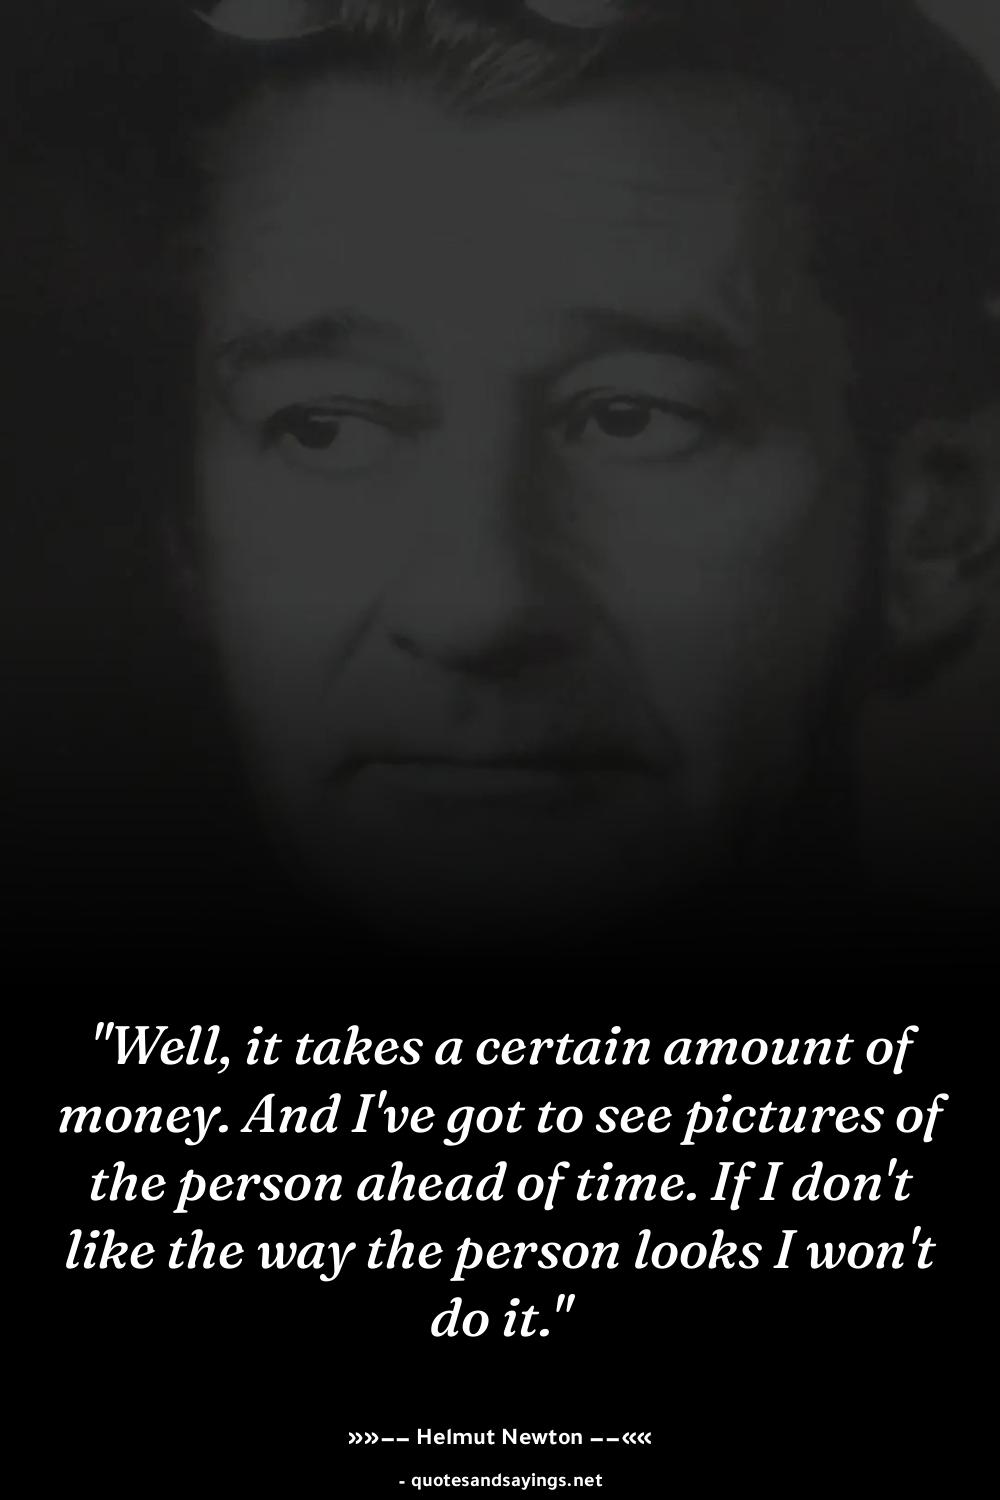 "Well, it takes a certain amount of
money. And I've got to see pictures of
the person ahead of time. If I don't
like the way the person looks I won't
do it."
»»–– Helmut Newton ––««
- quotesandsayings.net